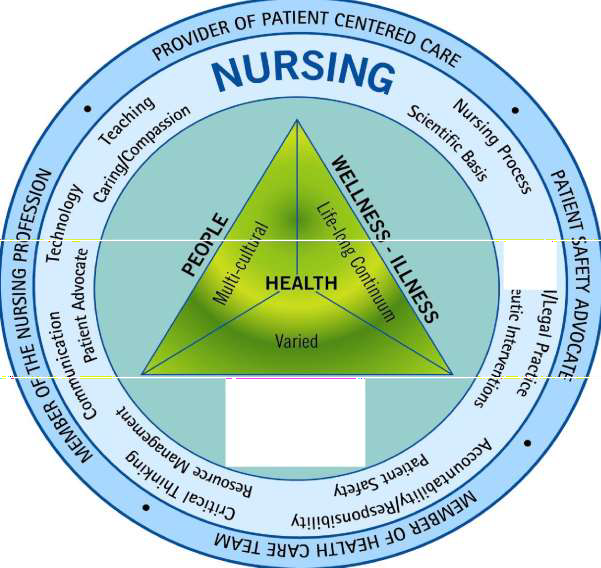 PROVIDER OF PATIENT CENTERED CARE
NURSING
Teaching
Caring/Compassion
Nursing Process
Scientific Basis
PATIENT SAFETY ADVOCATE
l/Legal Practice
eutic Interventions
Accountability/Responsibility
Patient Safety
MEMBER OF HEALTH CARE TEAM
Resource Management
Critical Thinking
Communication
Patient Advocate
Technology
MEMBER OF THE NURSING PROFESSION
PEOPLE
WELLNESS - ILLNESS
Multi-cultural
Life-long Continuum
HEALTH
Varied